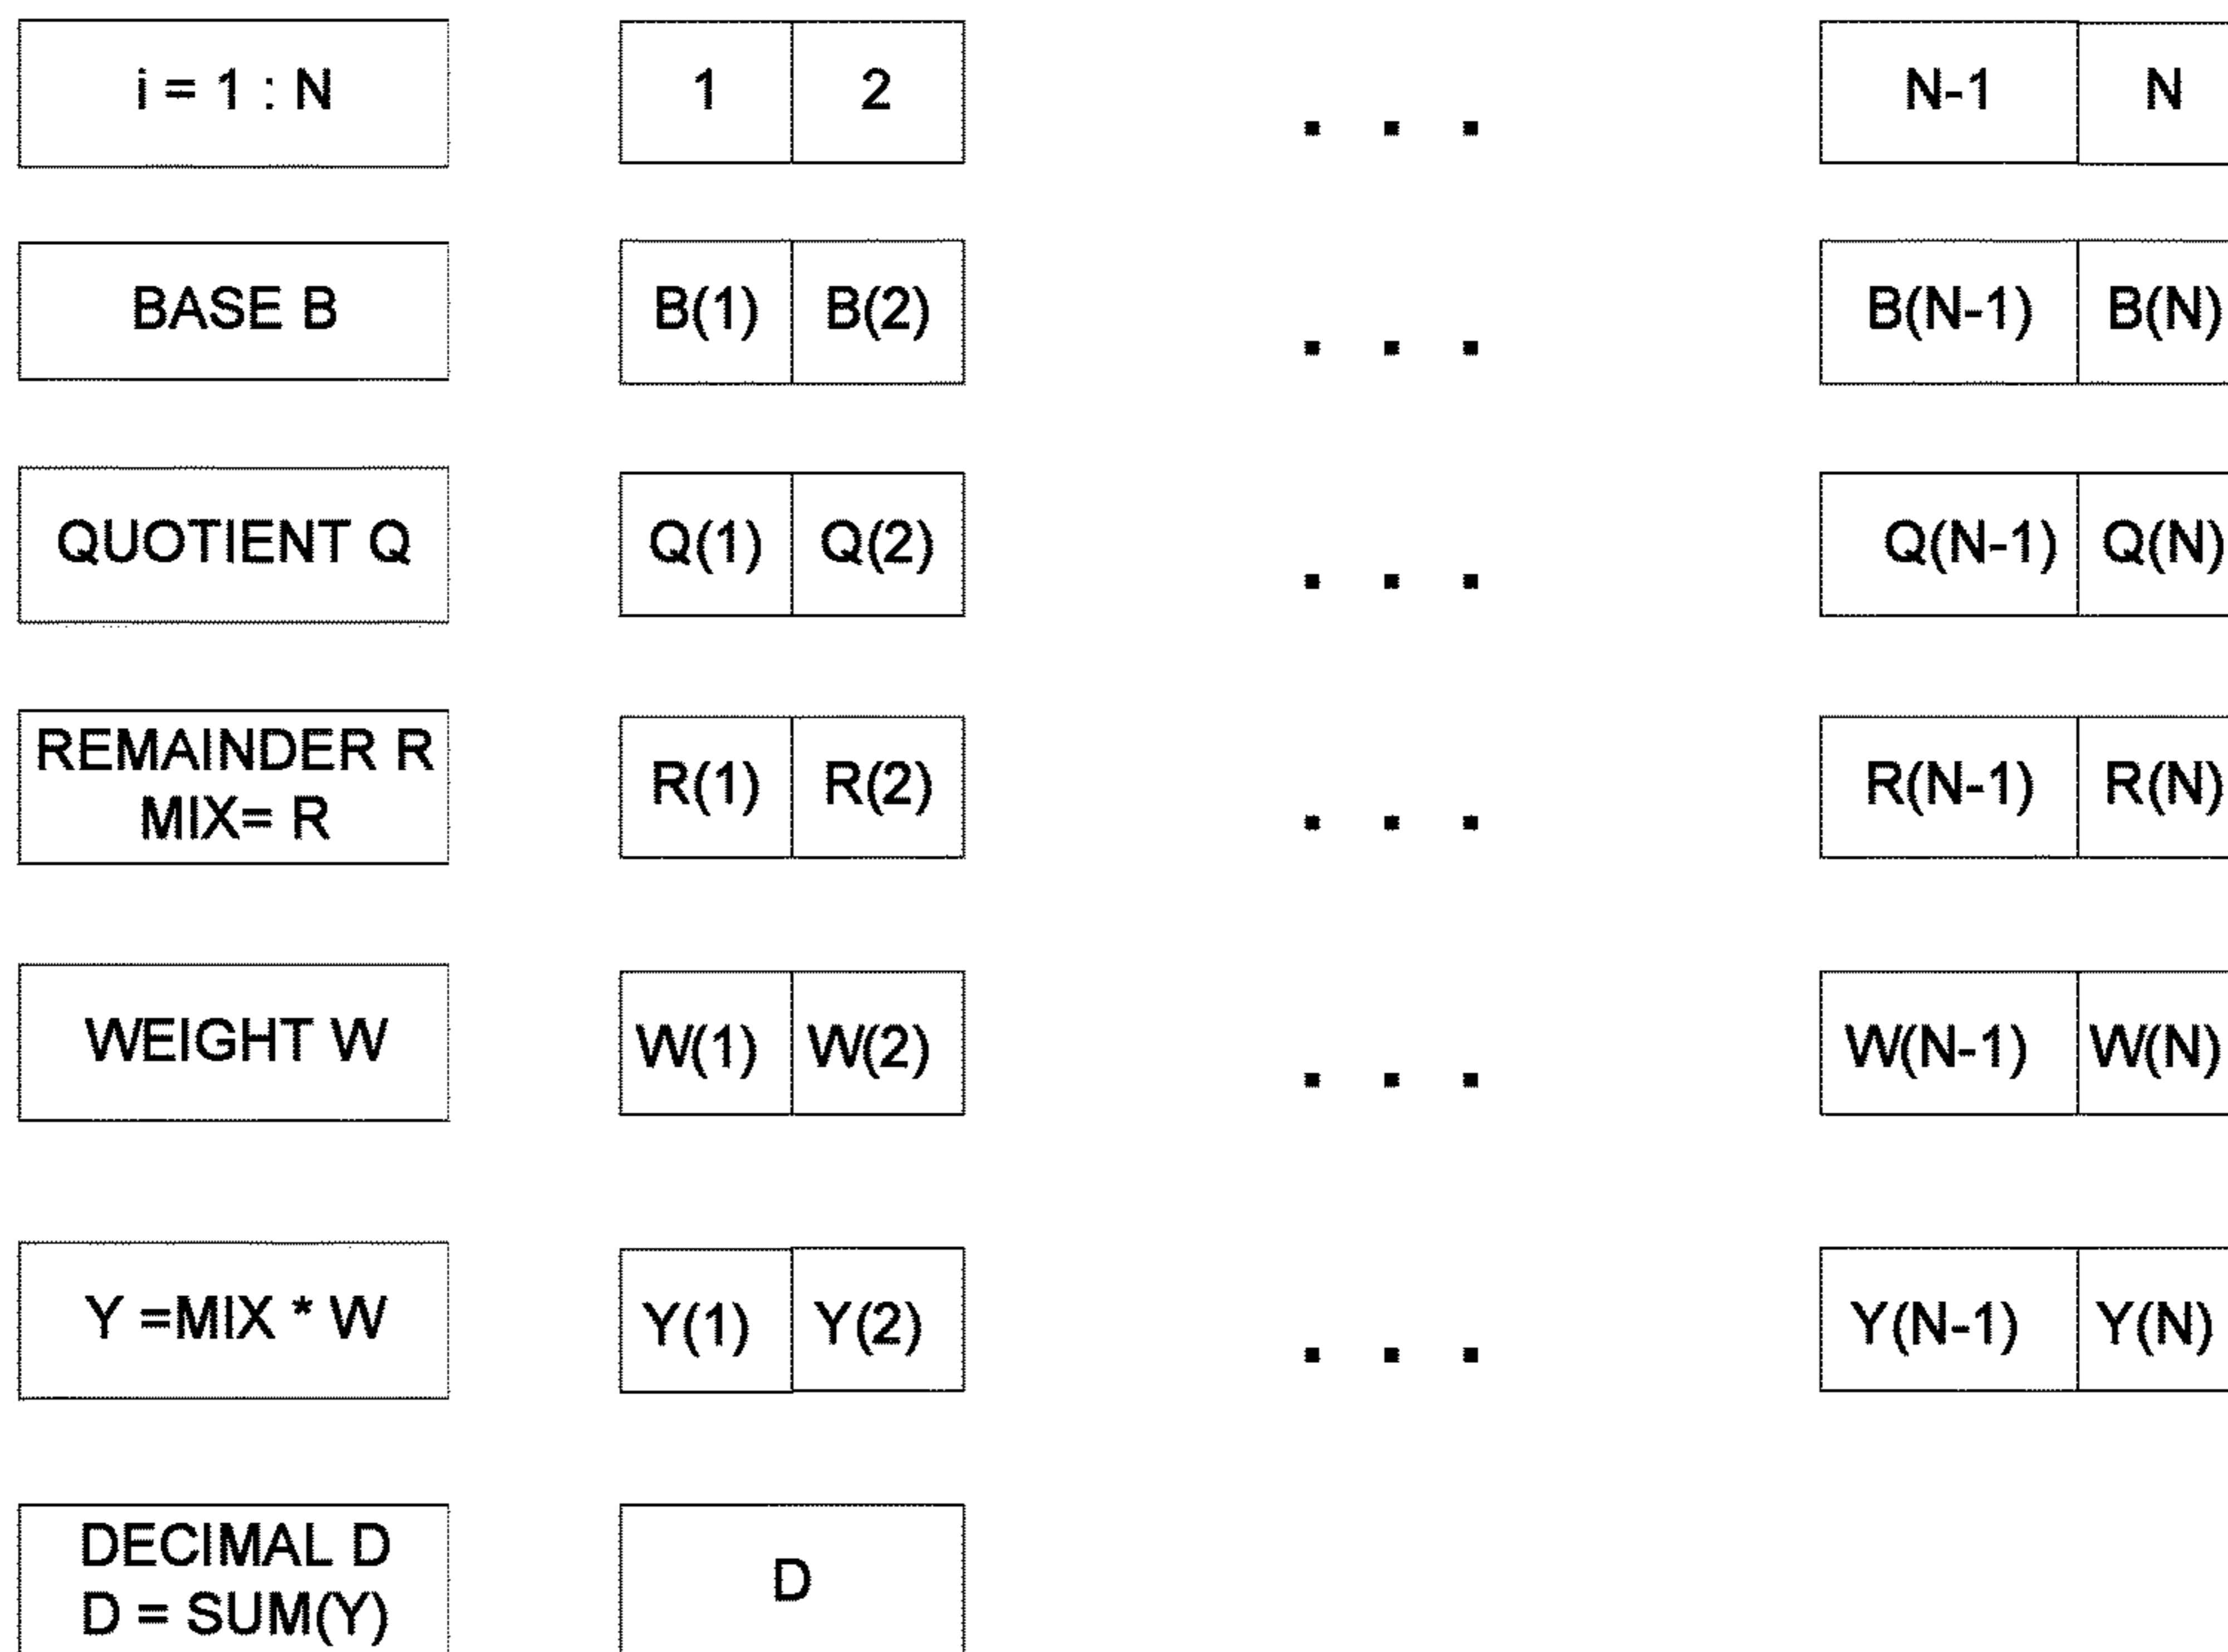 i = 1 : N 1 2 . . . N-1 N
BASE B B(1) B(2) . . . B(N-1) B(N)
QUOTIENT Q Q(1) Q(2) . . . Q(N-1) Q(N)
REMAINDER R
MIX= R R(1) R(2) . . . R(N-1) R(N)
WEIGHT W W(1) W(2) . . . W(N-1) W(N)
Y =MIX * W Y(1) Y(2) . . . Y(N-1) Y(N)
DECIMAL D
D = SUM(Y) D